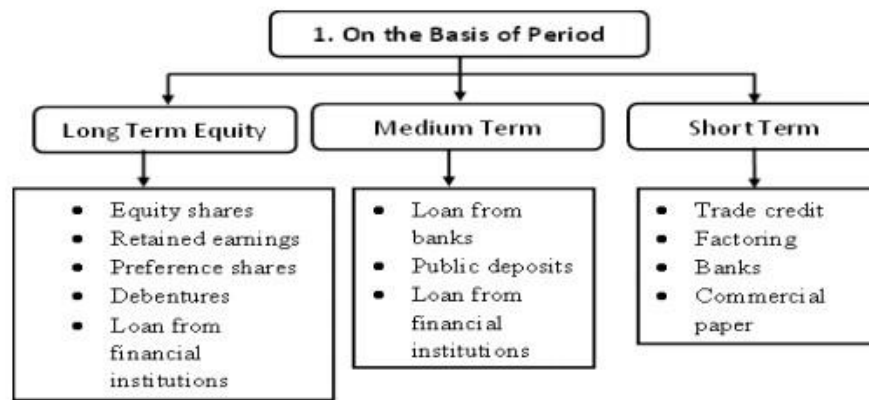 1. On the Basis of Period
Long Term Equity
Medium Term
Short Term
• Equity shares
• Retained earnings
• Preference shares
• Debentures
• Loan from
financial
institutions
• Loan from
banks
• Public deposits
• Loan from
financial
institutions
• Trade credit
• Factoring
• Banks
• Commercial
paper